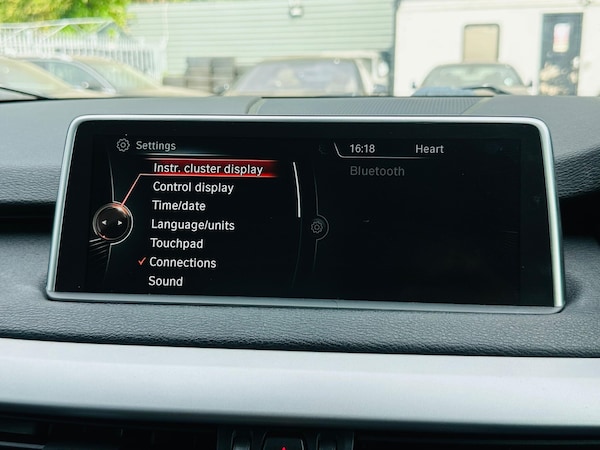 Settings
16:18
Heart
Instr. cluster display
Control display
Time/date
Language/units
Touchpad
Connections
Sound
Bluetooth